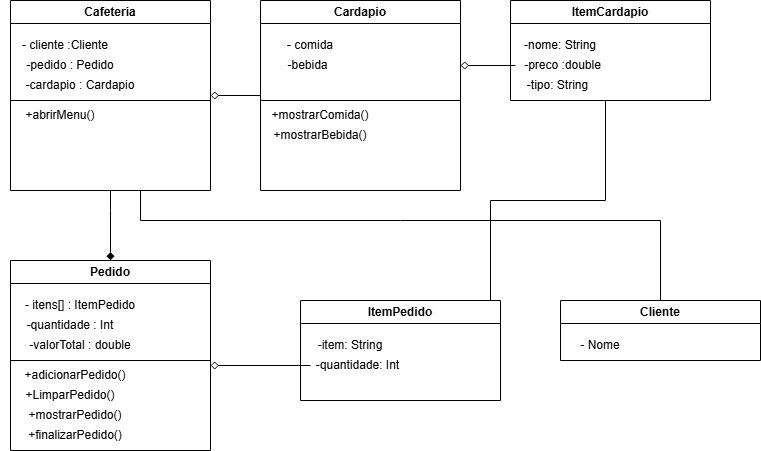 Cafeteria
- cliente :Cliente
-pedido : Pedido
-cardapio : Cardapio
+abrirMenu()
Cardapio
- comida
-bebida
+mostrarComida()
+mostrarBebida()
ItemCardapio
-nome: String
-preco :double
-tipo: String
Pedido
- itens[] : ItemPedido
-quantidade : Int
-valorTotal : double
+adicionarPedido()
+LimparPedido()
+mostrarPedido()
+finalizarPedido()
ItemPedido
-item: String
-quantidade: Int
Cliente
- Nome